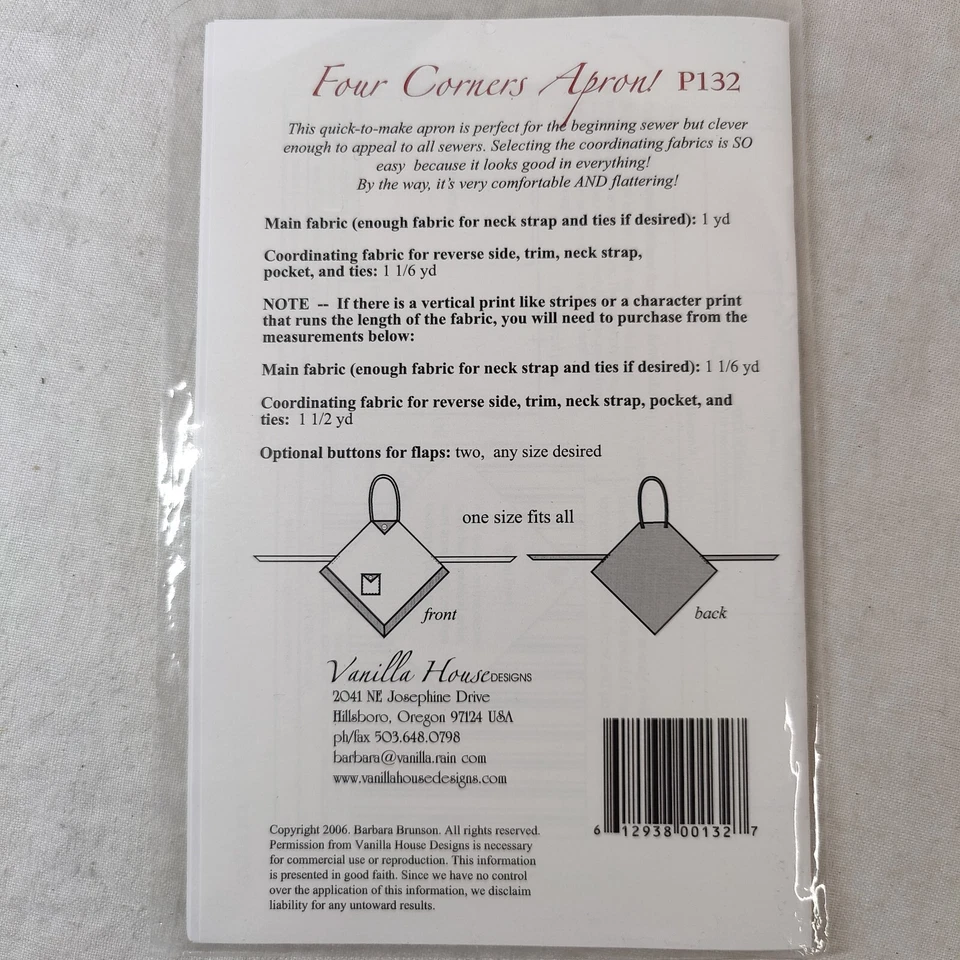 Four Corners Apron! P132
This quick-to-make apron is perfect for the beginning sewer but clever
enough to appeal to all sewers. Selecting the coordinating fabrics is SO
easy because it looks good in everything!
By the way, it's very comfortable AND flattering!
Main fabric (enough fabric for neck strap and ties if desired): 1 yd
Coordinating fabric for reverse side, trim, neck strap,
pocket, and ties: 1 1/6 yd
NOTE -- If there is a vertical print like stripes or a character print
that runs the length of the fabric, you will need to purchase from the
measurements below:
Main fabric (enough fabric for neck strap and ties if desired): 1 1/6 yd
Coordinating fabric for reverse side, trim, neck strap, pocket, and
ties: 1 1/2 yd
Optional buttons for flaps: two, any size desired
one size fits all
front
back
Vanilla House DESIGNS
2041 NE Josephine Drive
Hillsboro, Oregon 97124 USA
ph/fax 503.648.0798
barbara@vanilla.rain com
www.vanillahousedesigns.com
6 12938 00132 7
Copyright 2006. Barbara Brunson. All rights reserved.
Permission from Vanilla House Designs is necessary
for commercial use or reproduction. This information
is presented in good faith. Since we have no control
over the application of this information, we disclaim
liability for any untoward results.